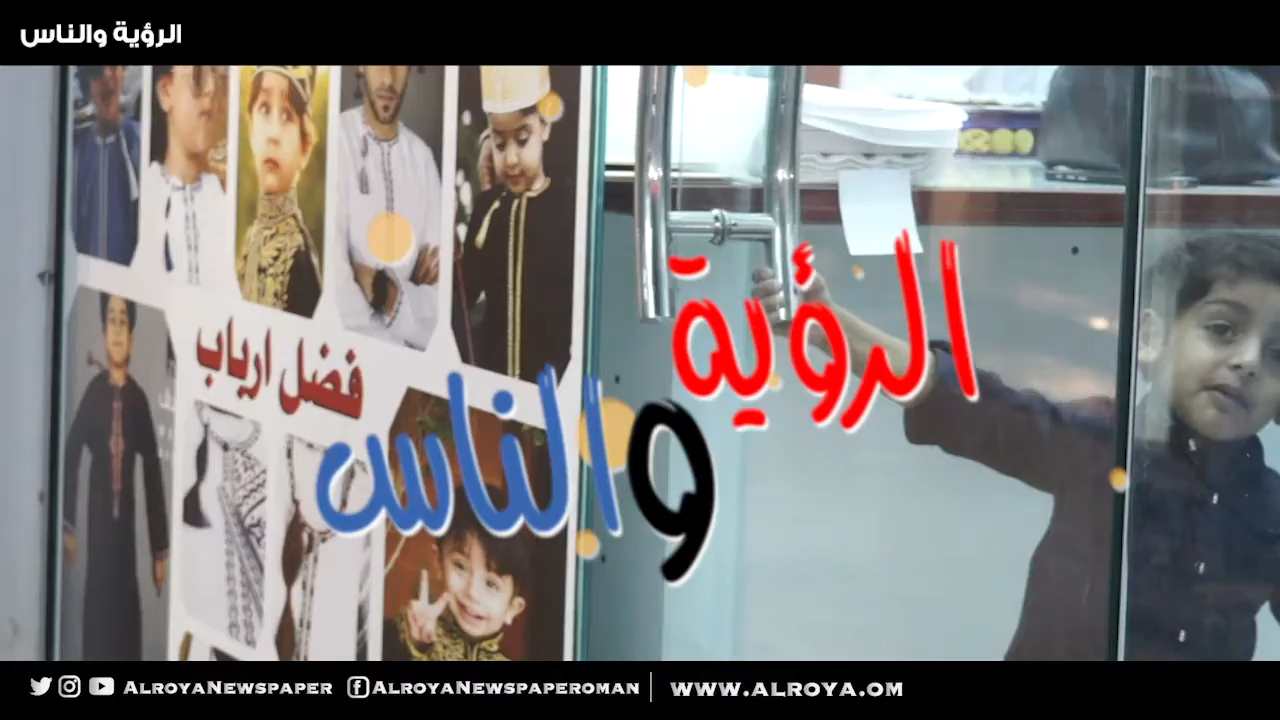 الرؤية والناس
الرؤية
والناس
فضل ارباب
ALROYANEWSPAPER
ALROYANEWSPAPEROMAN
WWW.ALROYA.OM